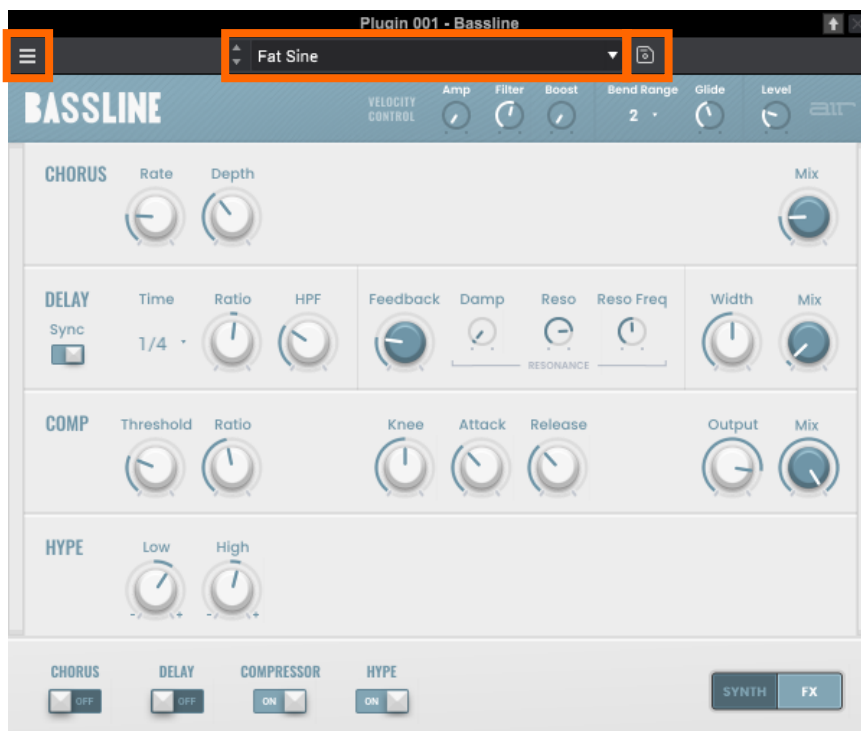 Plugin 001 - Bassline
Fat Sine
BASSLINE
VELOCITY CONTROL
Amp Filter Boost Bend Range Glide Level
2
air
CHORUS Rate Depth Mix
DELAY Time Ratio HPF Feedback Damp Reso Reso Freq Width Mix
Sync
1/4
RESONANCE
COMP Threshold Ratio Knee Attack Release Output Mix
HYPE Low High
- + - +
CHORUS DELAY COMPRESSOR HYPE
OFF OFF ON ON
SYNTH FX